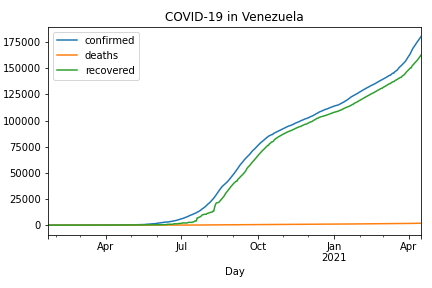 COVID-19 in Venezuela
confirmed
deaths
recovered
175000
150000
125000
100000
75000
50000
25000
0
Apr Jul Oct Jan Apr
2021
Day